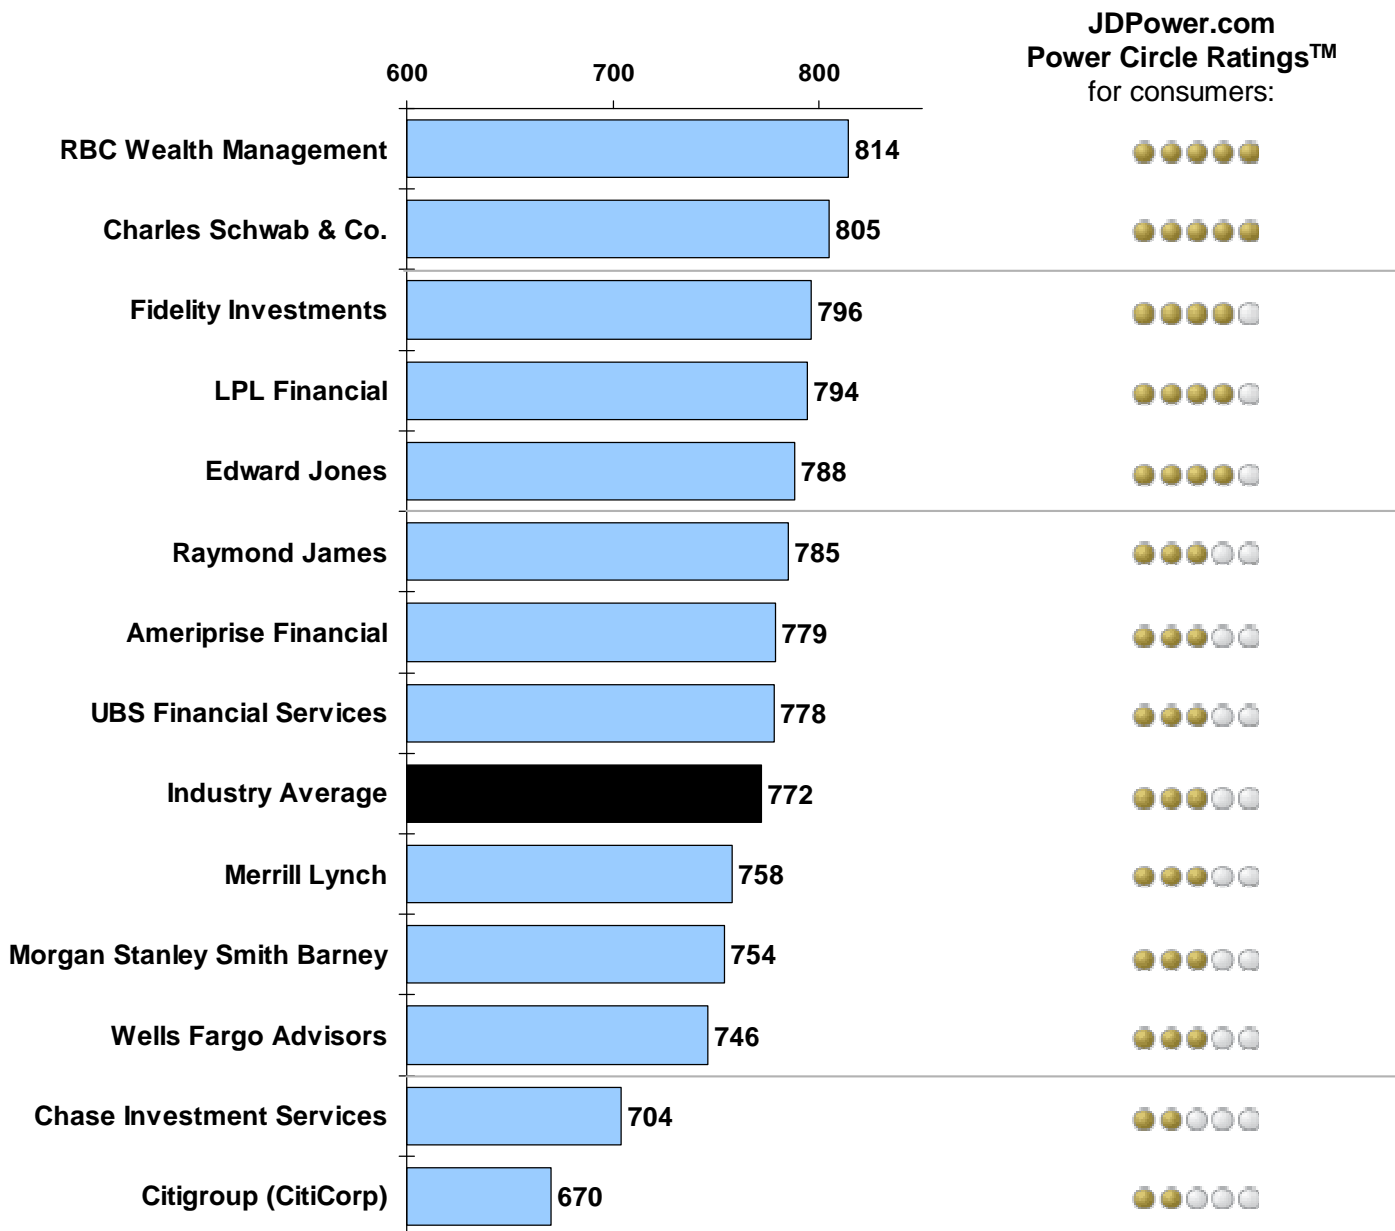 JDPower.com
Power Circle Ratings™
for consumers:
600 700 800
RBC Wealth Management 814
Charles Schwab & Co. 805
Fidelity Investments 796
LPL Financial 794
Edward Jones 788
Raymond James 785
Ameriprise Financial 779
UBS Financial Services 778
Industry Average 772
Merrill Lynch 758
Morgan Stanley Smith Barney 754
Wells Fargo Advisors 746
Chase Investment Services 704
Citigroup (CitiCorp) 670